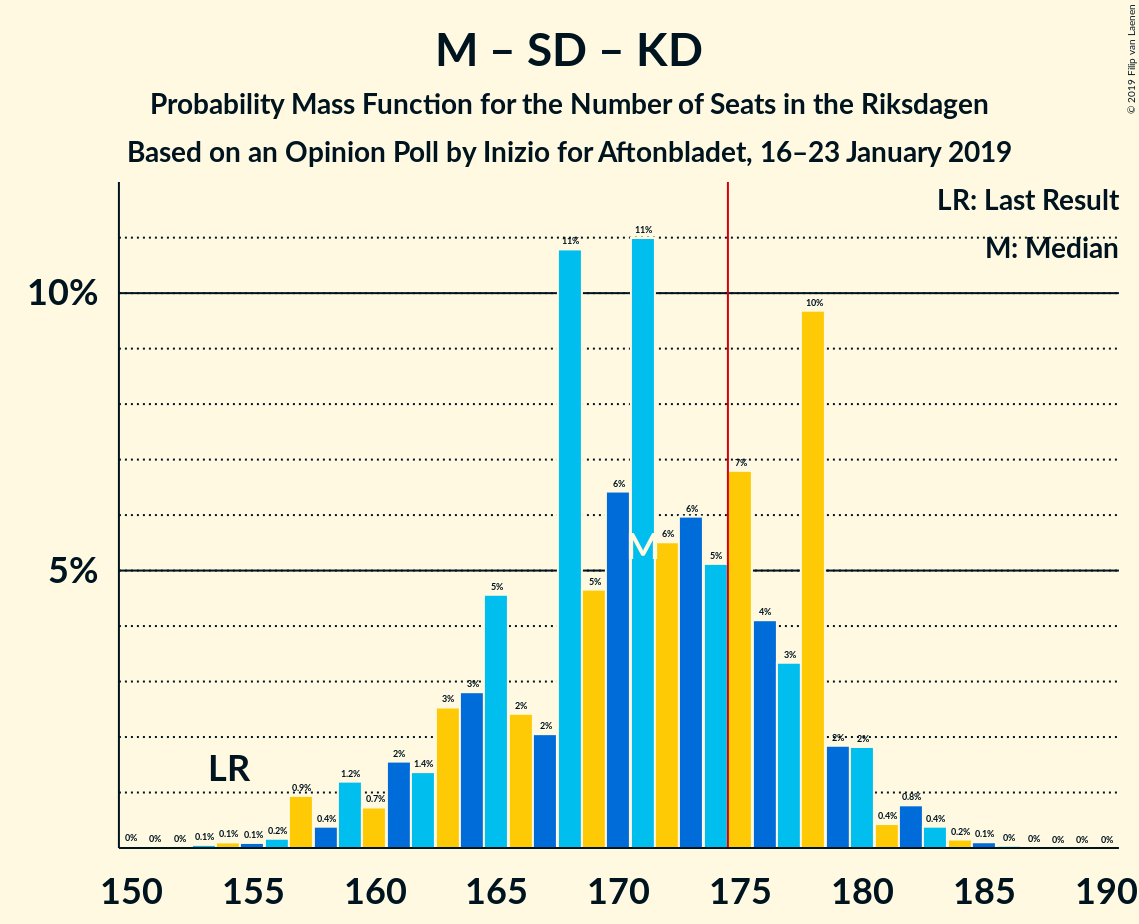 M – SD – KD
Probability Mass Function for the Number of Seats in the Riksdagen
Based on an Opinion Poll by Inizio for Aftonbladet, 16–23 January 2019
© 2019 Filip van Laenen
LR: Last Result
M: Median
10%
5%
LR
M
0% 0% 0% 0.1% 0.1% 0.1% 0.2% 0.9% 0.4% 1.2% 0.7% 2% 1.4% 3% 3% 5% 2% 2% 11% 5% 6% 11% 6% 6% 5% 7% 4% 3% 10% 2% 2% 0.4% 0.8% 0.4% 0.2% 0.1% 0% 0% 0% 0% 0%
150 155 160 165 170 175 180 185 190